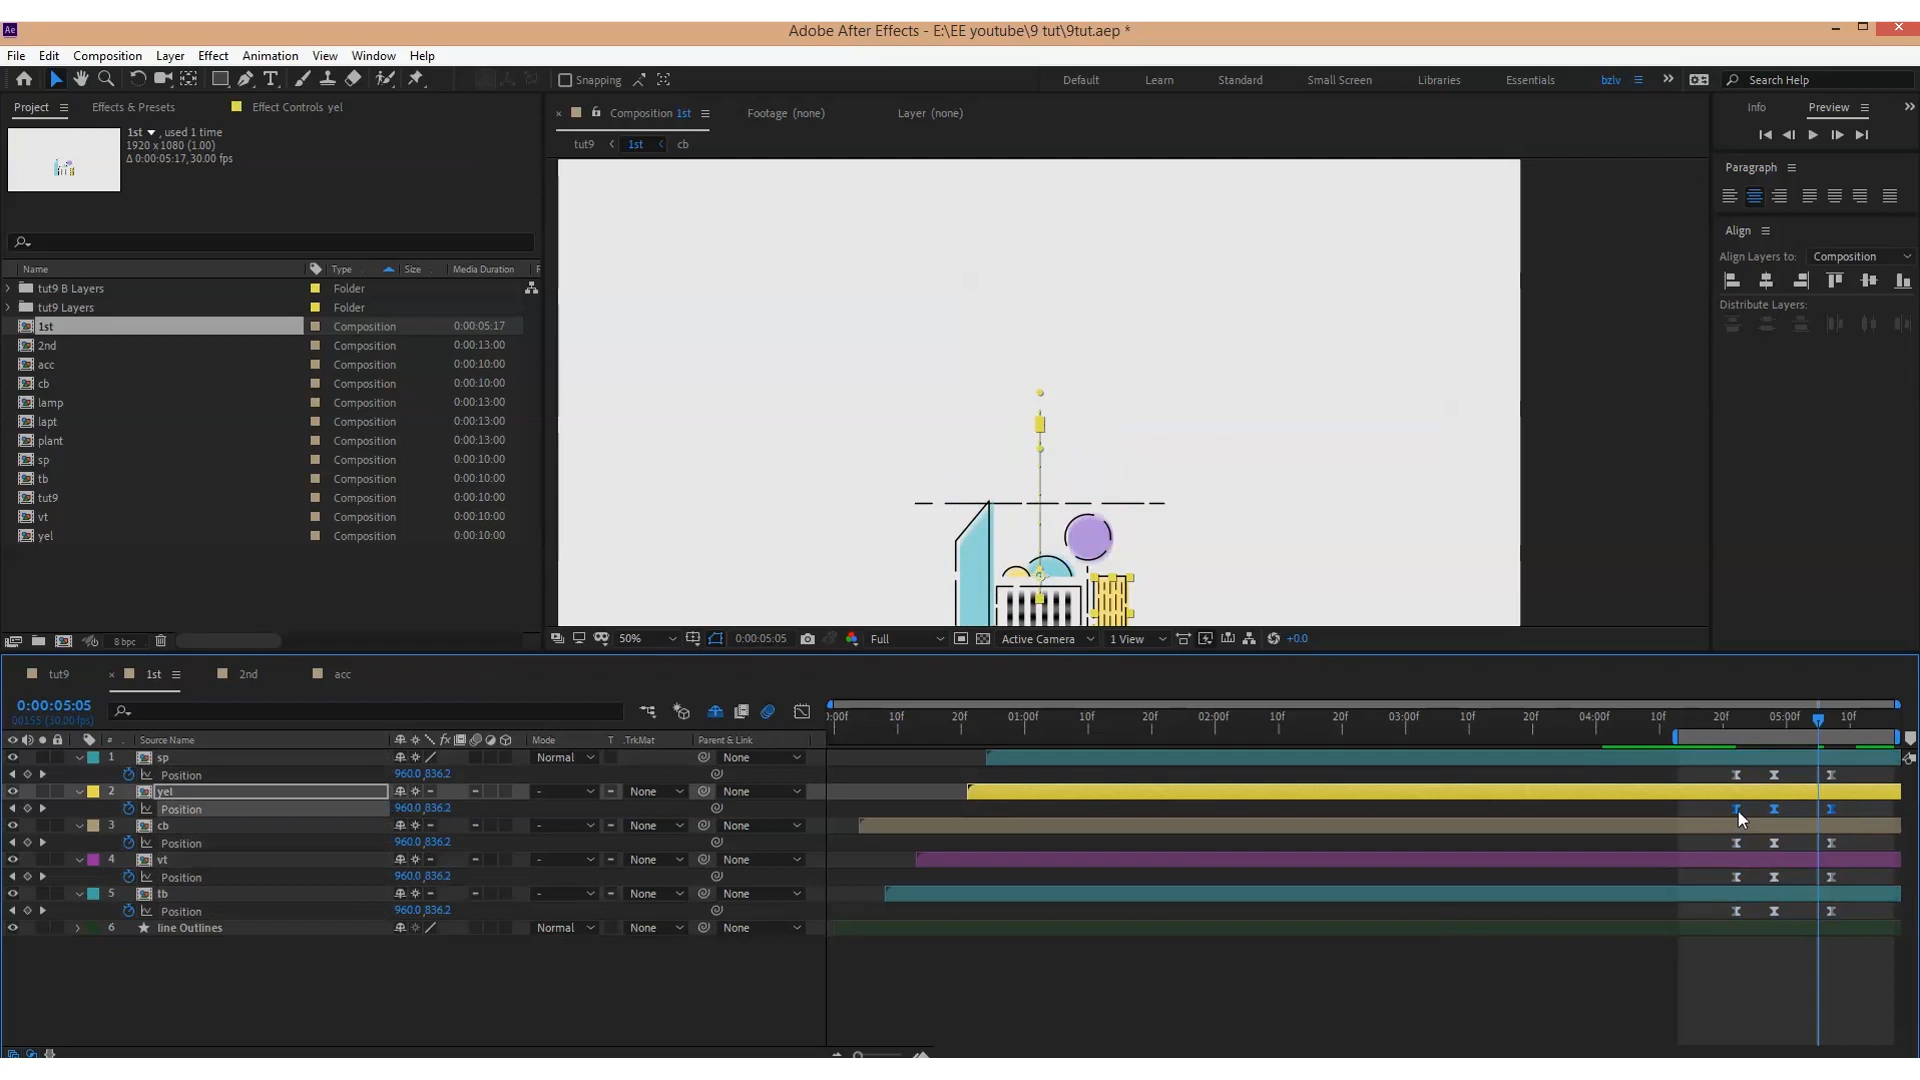 Ae
Adobe After Effects - E:\EE youtube\9 tut\9tut.aep *
File Edit Composition Layer Effect Animation View Window Help
Snapping
Default Learn Standard Small Screen Libraries Essentials bzlv Search Help
Project Effects & Presets Effect Controls yel
Composition 1st Footage (none) Layer (none)
Info Preview
1st , used 1 time
1920 x 1080 (1.00)
Δ 0:00:05:17, 30.00 fps
tut9 1st cb
Paragraph
Align
Align Layers to: Composition
Distribute Layers:
Name Type Size Media Duration
tut9 B Layers Folder
tut9 Layers Folder
1st Composition 0:00:05:17
2nd Composition 0:00:13:00
acc Composition 0:00:10:00
cb Composition 0:00:10:00
lamp Composition 0:00:13:00
lapt Composition 0:00:13:00
plant Composition 0:00:13:00
sp Composition 0:00:10:00
tb Composition 0:00:10:00
tut9 Composition 0:00:10:00
vt Composition 0:00:10:00
yel Composition 0:00:10:00
8 bpc
50% 0:00:05:05 Full Active Camera 1 View +0.0
tut9 1st 2nd acc
0:00:05:05
00155 (30.00 fps)
:00f 10f 20f 01:00f 10f 20f 02:00f 10f 20f 03:00f 10f 20f 04:00f 10f 20f 05:00f 10f
# Source Name fx Mode T .TrkMat Parent & Link
1 sp Normal None
Position 960.0,836.2
2 yel - None None
Position 960.0,836.2
3 cb - None None
Position 960.0,836.2
4 vt - None None
Position 960.0,836.2
5 tb - None None
Position 960.0,836.2
6 line Outlines Normal None None